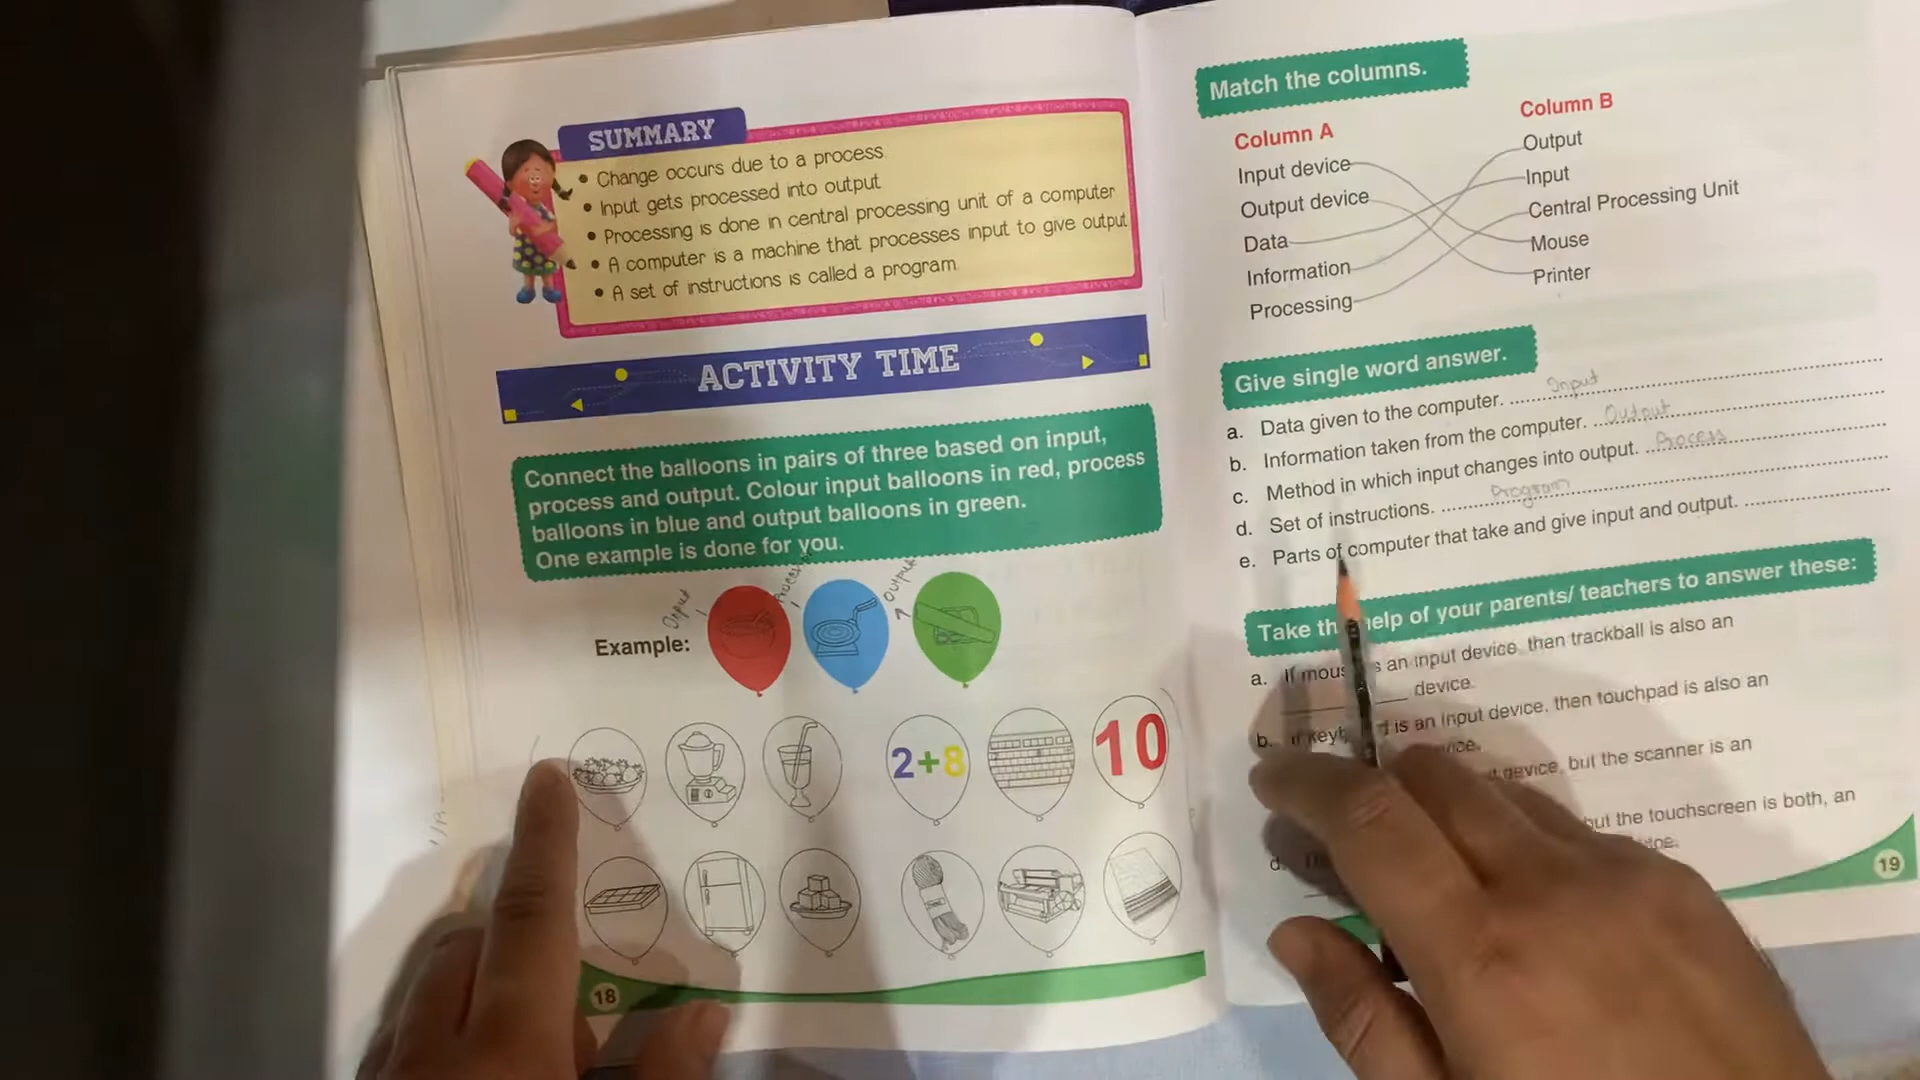 SUMMARY
• Change occurs due to a process
• Input gets processed into output
• Processing is done in central processing unit of a computer
• A computer is a machine that processes input to give output
• A set of instructions is called a program
ACTIVITY TIME
Connect the balloons in pairs of three based on input,
process and output. Colour input balloons in red, process
balloons in blue and output balloons in green.
One example is done for you.
Input
Process
Output
Example:
2+8
10
18
Match the columns.
Column A
Column B
Input device
Output
Output device
Input
Data
Central Processing Unit
Information
Mouse
Processing
Printer
Give single word answer.
a. Data given to the computer. Input
b. Information taken from the computer. Output
c. Method in which input changes into output. Process
d. Set of instructions. Program
e. Parts of computer that take and give input and output.
Take the help of your parents/ teachers to answer these:
a. If mouse is an input device, than trackball is also an
device.
b. is an input device, then touchpad is also an
device, but the scanner is an
d. but the touchscreen is both, an
19